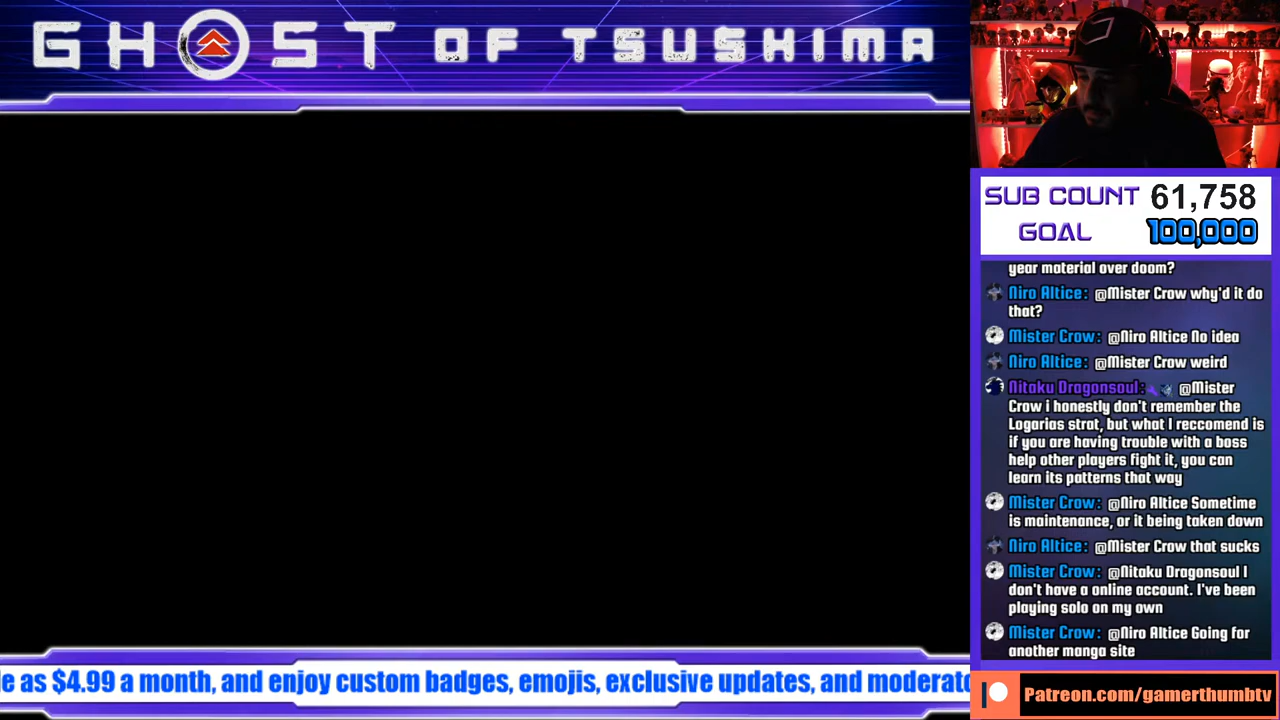 GHOST OF TSUSHIMA
SUB COUNT 61,758
GOAL 100,000
year material over doom?
Niro Altice: @Mister Crow why'd it do
that?
Mister Crow: @Niro Altice No idea
Niro Altice: @Mister Crow weird
Nitaku Dragonsoul: @Mister
Crow i honestly don't remember the
Logarias strat, but what I reccomend is
if you are having trouble with a boss
help other players fight it, you can
learn its patterns that way
Mister Crow: @Niro Altice Sometime
is maintenance, or it being taken down
Niro Altice: @Mister Crow that sucks
Mister Crow: @Nitaku Dragonsoul I
don't have a online account. I've been
playing solo on my own
Mister Crow: @Niro Altice Going for
another manga site
le as $4.99 a month, and enjoy custom badges, emojis, exclusive updates, and moderato
Patreon.com/gamerthumbtv